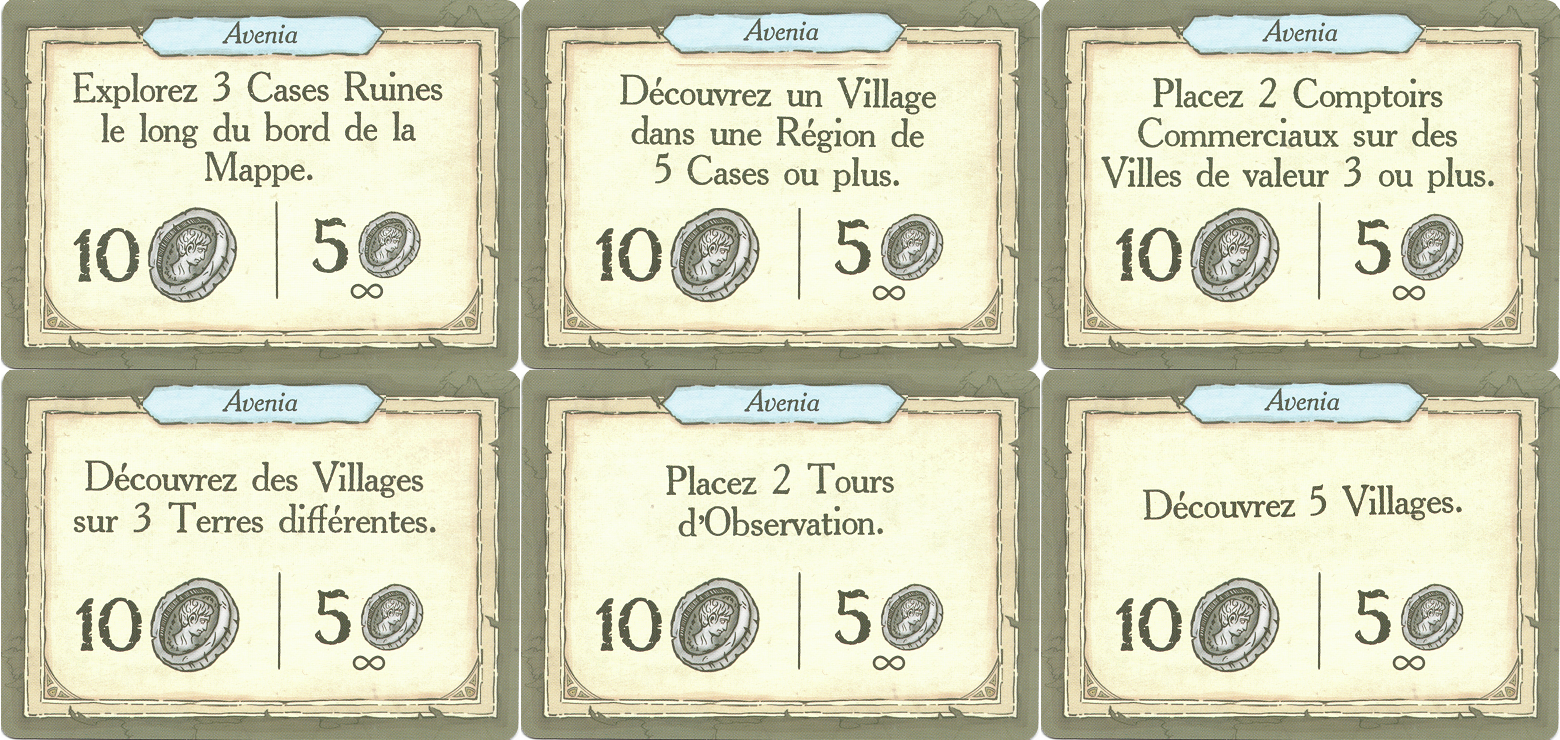 Avenia
Explorez 3 Cases Ruines
le long du bord de la
Mappe.
10
5
∞
Avenia
Découvrez un Village
dans une Région de
5 Cases ou plus.
10
5
∞
Avenia
Placez 2 Comptoirs
Commerciaux sur des
Villes de valeur 3 ou plus.
10
5
∞
Avenia
Découvrez des Villages
sur 3 Terres différentes.
10
5
∞
Avenia
Placez 2 Tours
d'Observation.
10
5
∞
Avenia
Découvrez 5 Villages.
10
5
∞